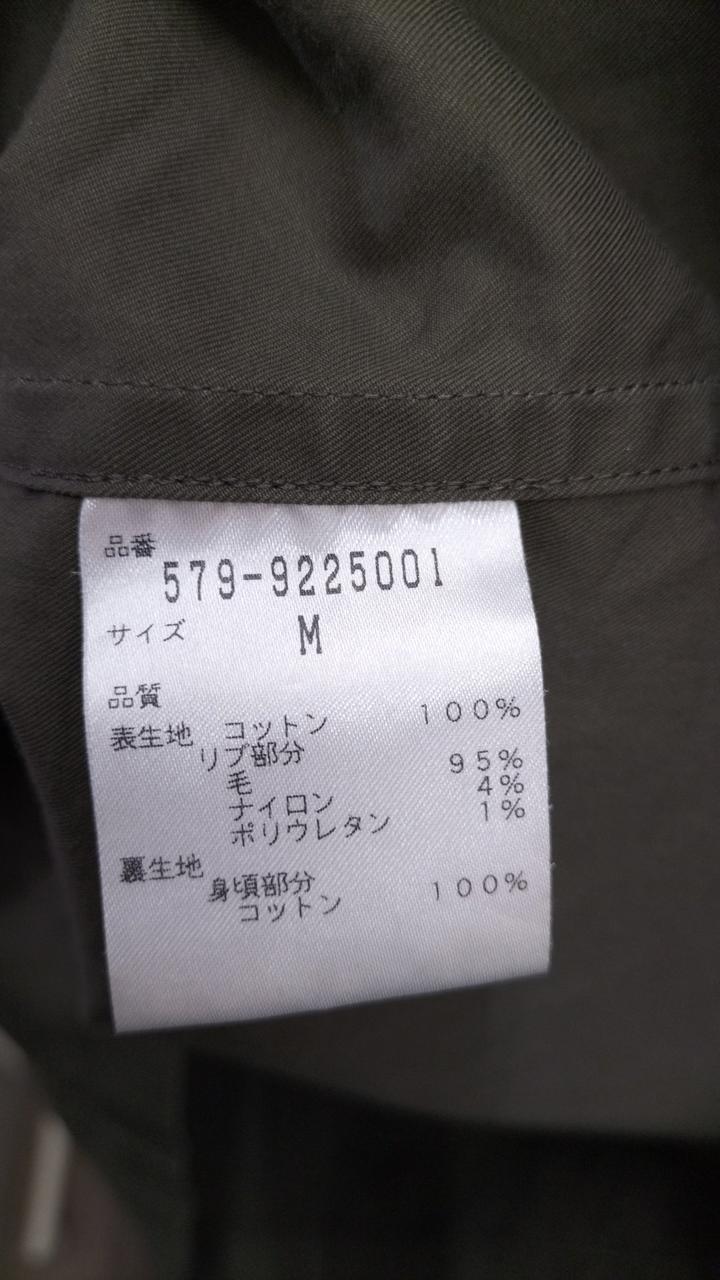 品番
579-9225001
サイズ M
品質
表生地 コットン 100%
リブ部分
毛 95%
ナイロン 4%
ポリウレタン 1%
裏生地
身頃部分
コットン 100%